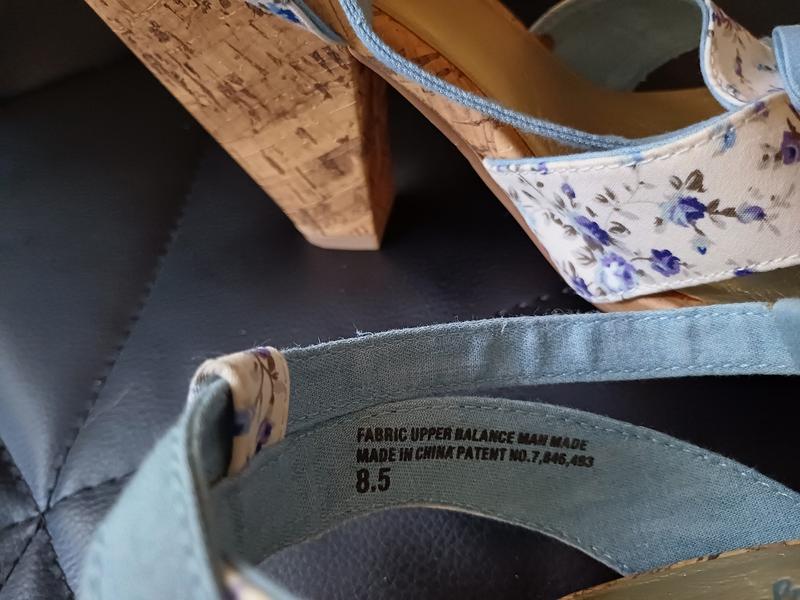 FABRIC UPPER BALANCE MAN MADE
MADE IN CHINA PATENT NO.7,846,493
8.5